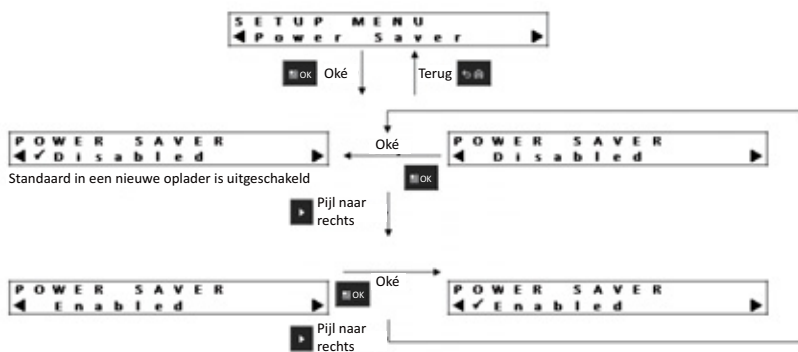 SETUP MENU
◀ Power Saver ▶
OK Oké
Terug
POWER SAVER
◀ ✓ Disabled ▶
Oké
POWER SAVER
◀ Disabled ▶
Standaard in een nieuwe oplader is uitgeschakeld
OK
Pijl naar
rechts
POWER SAVER
◀ Enabled ▶
OK
Oké
POWER SAVER
◀ ✓ Enabled ▶
Pijl naar
rechts